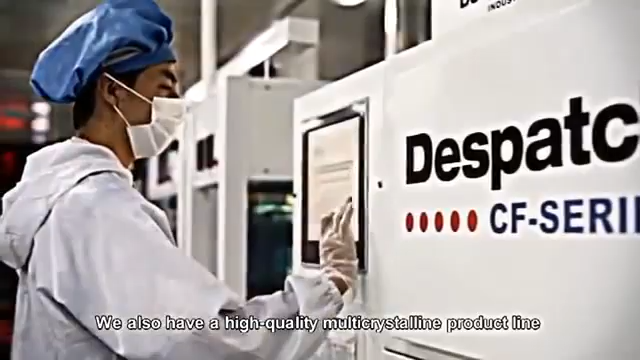 Despatc
CF-SERI
We also have a high-quality multicrystalline product line